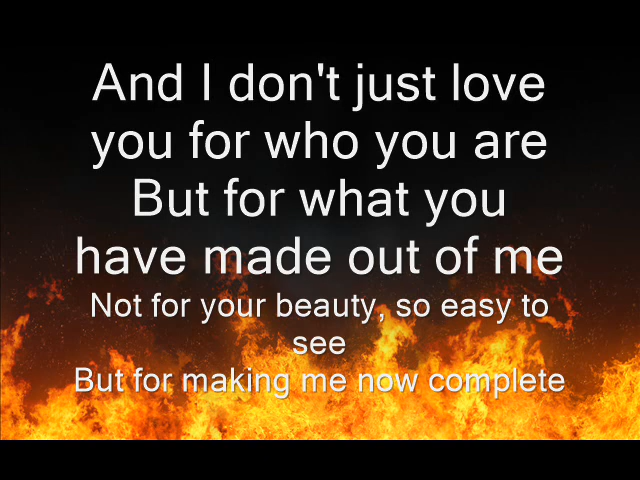 And I don't just love
you for who you are
But for what you
have made out of me
Not for your beauty, so easy to
see
But for making me now complete